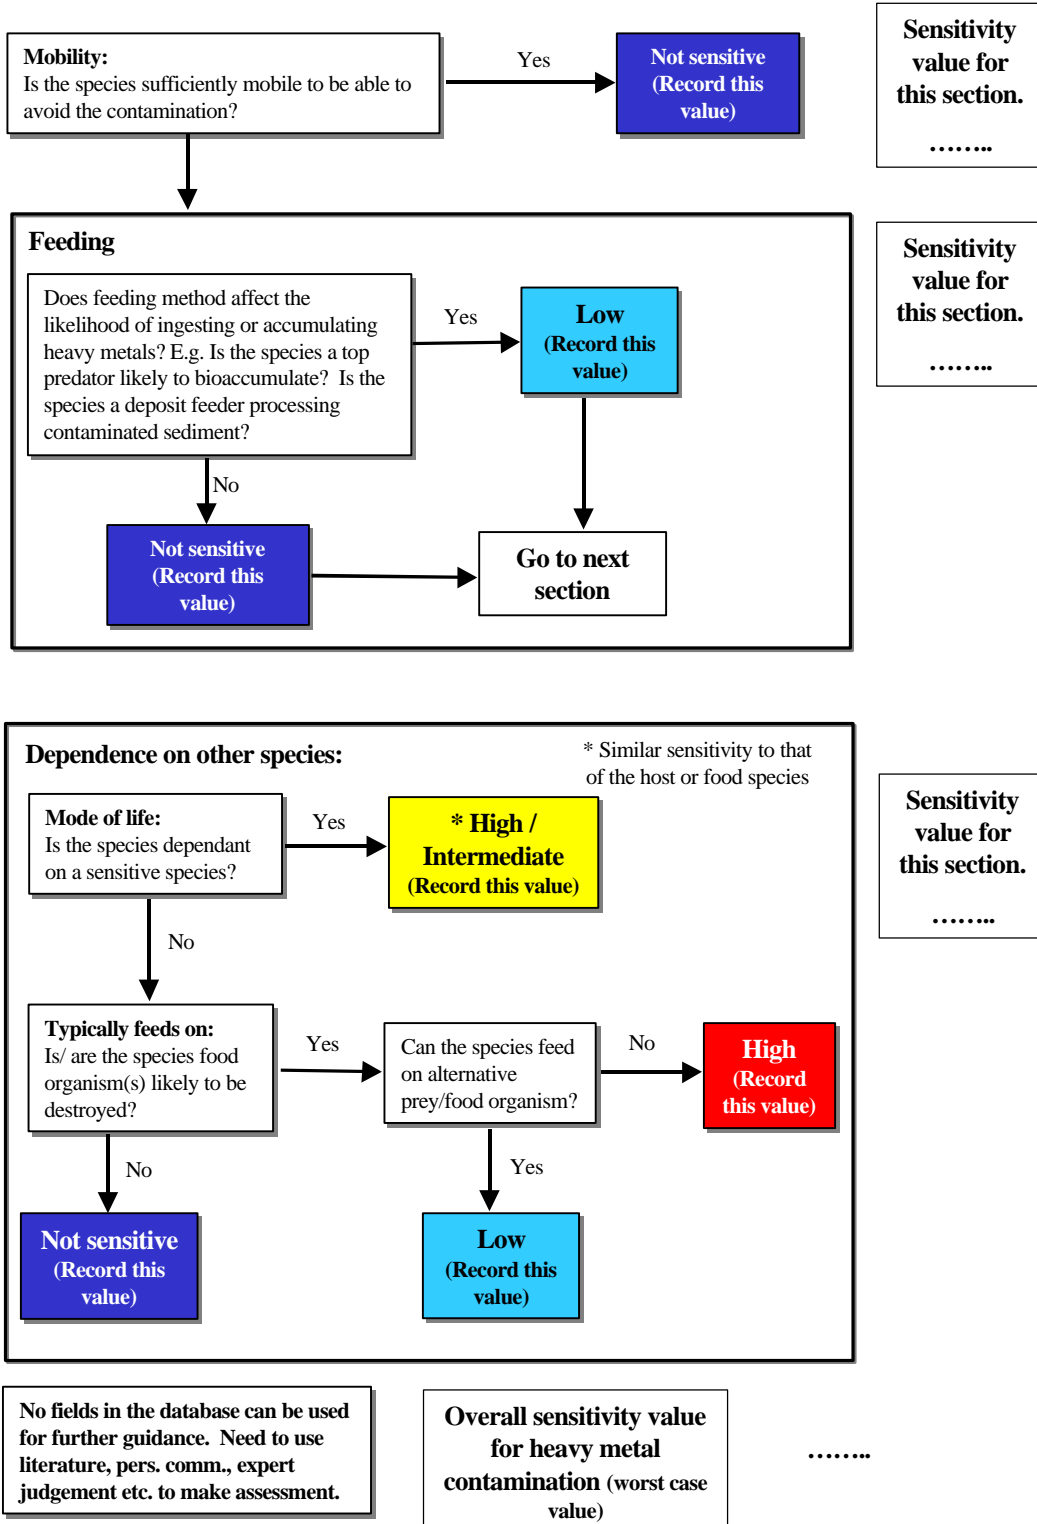 Mobility:
Is the species sufficiently mobile to be able to
avoid the contamination?
Yes
Not sensitive
(Record this
value)
Sensitivity
value for
this section.
……..
Feeding
Does feeding method affect the
likelihood of ingesting or accumulating
heavy metals? E.g. Is the species a top
predator likely to bioaccumulate?  Is the
species a deposit feeder processing
contaminated sediment?
Yes
Low
(Record this
value)
No
Not sensitive
(Record this
value)
Go to next
section
Sensitivity
value for
this section.
……..
Dependence on other species:
* Similar sensitivity to that
of the host or food species
Mode of life:
Is the species dependant
on a sensitive species?
Yes
* High /
Intermediate
(Record this value)
Sensitivity
value for
this section.
……..
No
Typically feeds on:
Is/ are the species food
organism(s) likely to be
destroyed?
Yes
Can the species feed
on alternative
prey/food organism?
No
High
(Record
this value)
No
Yes
Not sensitive
(Record this
value)
Low
(Record this
value)
No fields in the database can be used
for further guidance.  Need to use
literature, pers. comm., expert
judgement etc. to make assessment.
Overall sensitivity value
for heavy metal
contamination (worst case
value)
……..